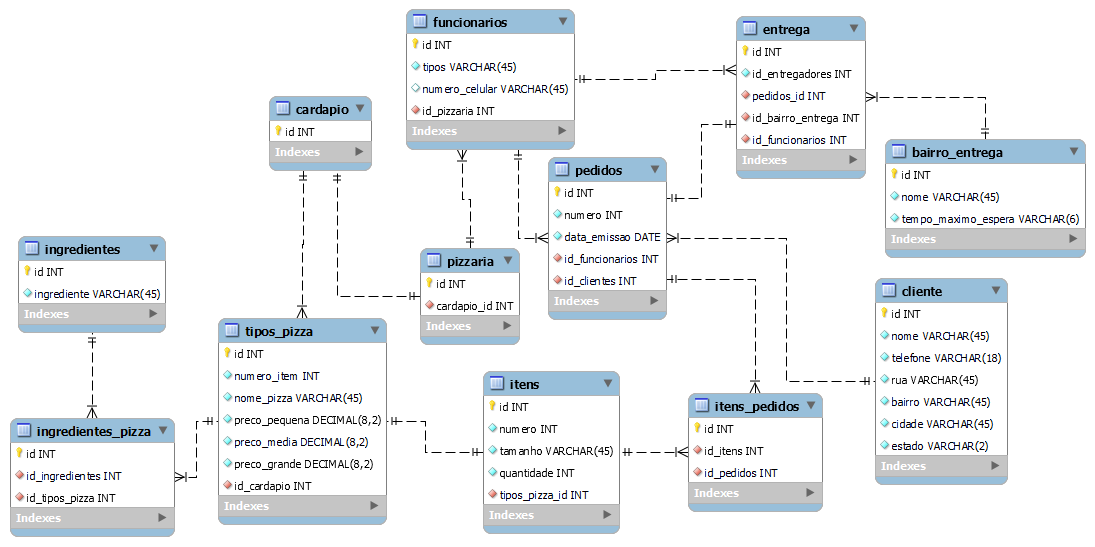 funcionarios
id INT
tipos VARCHAR(45)
numero_celular VARCHAR(45)
id_pizzaria INT
Indexes
entrega
id INT
id_entregadores INT
pedidos_id INT
id_bairro_entrega INT
id_funcionarios INT
Indexes
cardapio
id INT
Indexes
bairro_entrega
id INT
nome VARCHAR(45)
tempo_maximo_espera VARCHAR(6)
Indexes
pedidos
id INT
numero INT
data_emissao DATE
id_funcionarios INT
id_clientes INT
Indexes
ingredientes
id INT
ingrediente VARCHAR(45)
Indexes
pizzaria
id INT
cardapio_id INT
Indexes
cliente
id INT
nome VARCHAR(45)
telefone VARCHAR(18)
rua VARCHAR(45)
bairro VARCHAR(45)
cidade VARCHAR(45)
estado VARCHAR(2)
Indexes
tipos_pizza
id INT
numero_item INT
nome_pizza VARCHAR(45)
preco_pequena DECIMAL(8,2)
preco_media DECIMAL(8,2)
preco_grande DECIMAL(8,2)
id_cardapio INT
Indexes
itens
id INT
numero INT
tamanho VARCHAR(45)
quantidade INT
tipos_pizza_id INT
Indexes
itens_pedidos
id INT
id_itens INT
id_pedidos INT
Indexes
ingredientes_pizza
id INT
id_ingredientes INT
id_tipos_pizza INT
Indexes